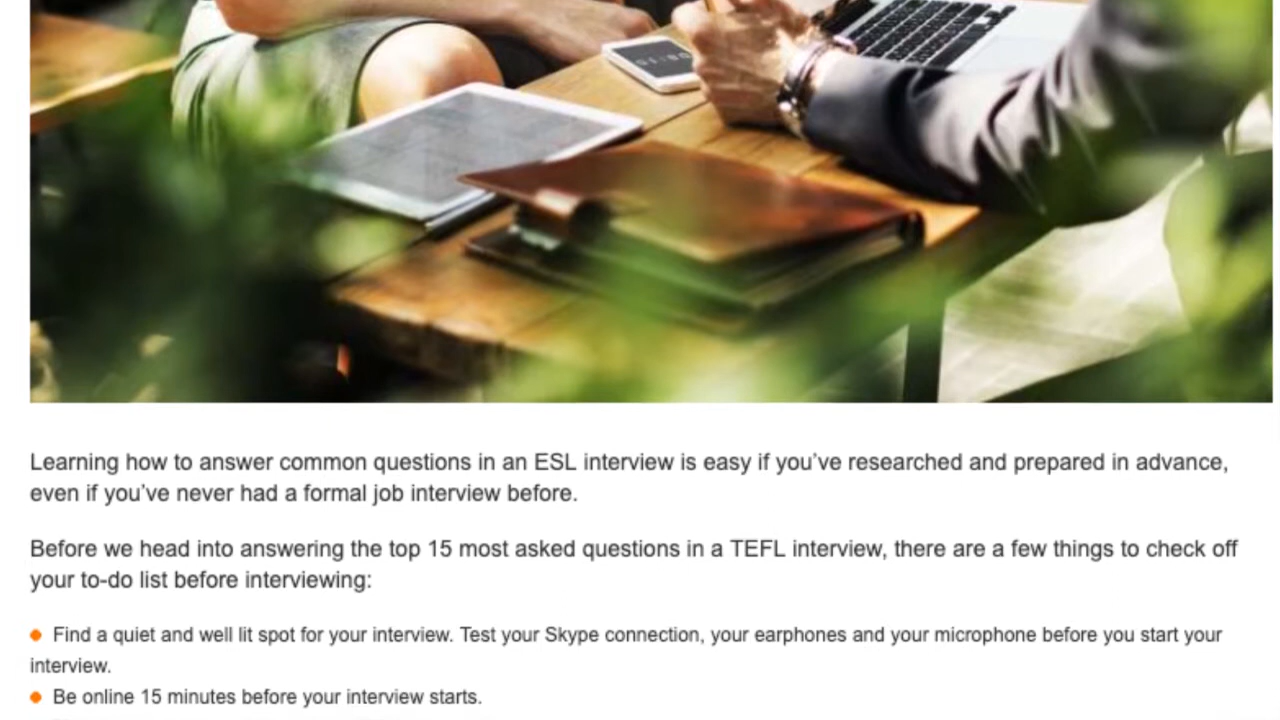 Learning how to answer common questions in an ESL interview is easy if you’ve researched and prepared in advance,
even if you’ve never had a formal job interview before.
Before we head into answering the top 15 most asked questions in a TEFL interview, there are a few things to check off
your to-do list before interviewing:
Find a quiet and well lit spot for your interview. Test your Skype connection, your earphones and your microphone before you start your
interview.
Be online 15 minutes before your interview starts.